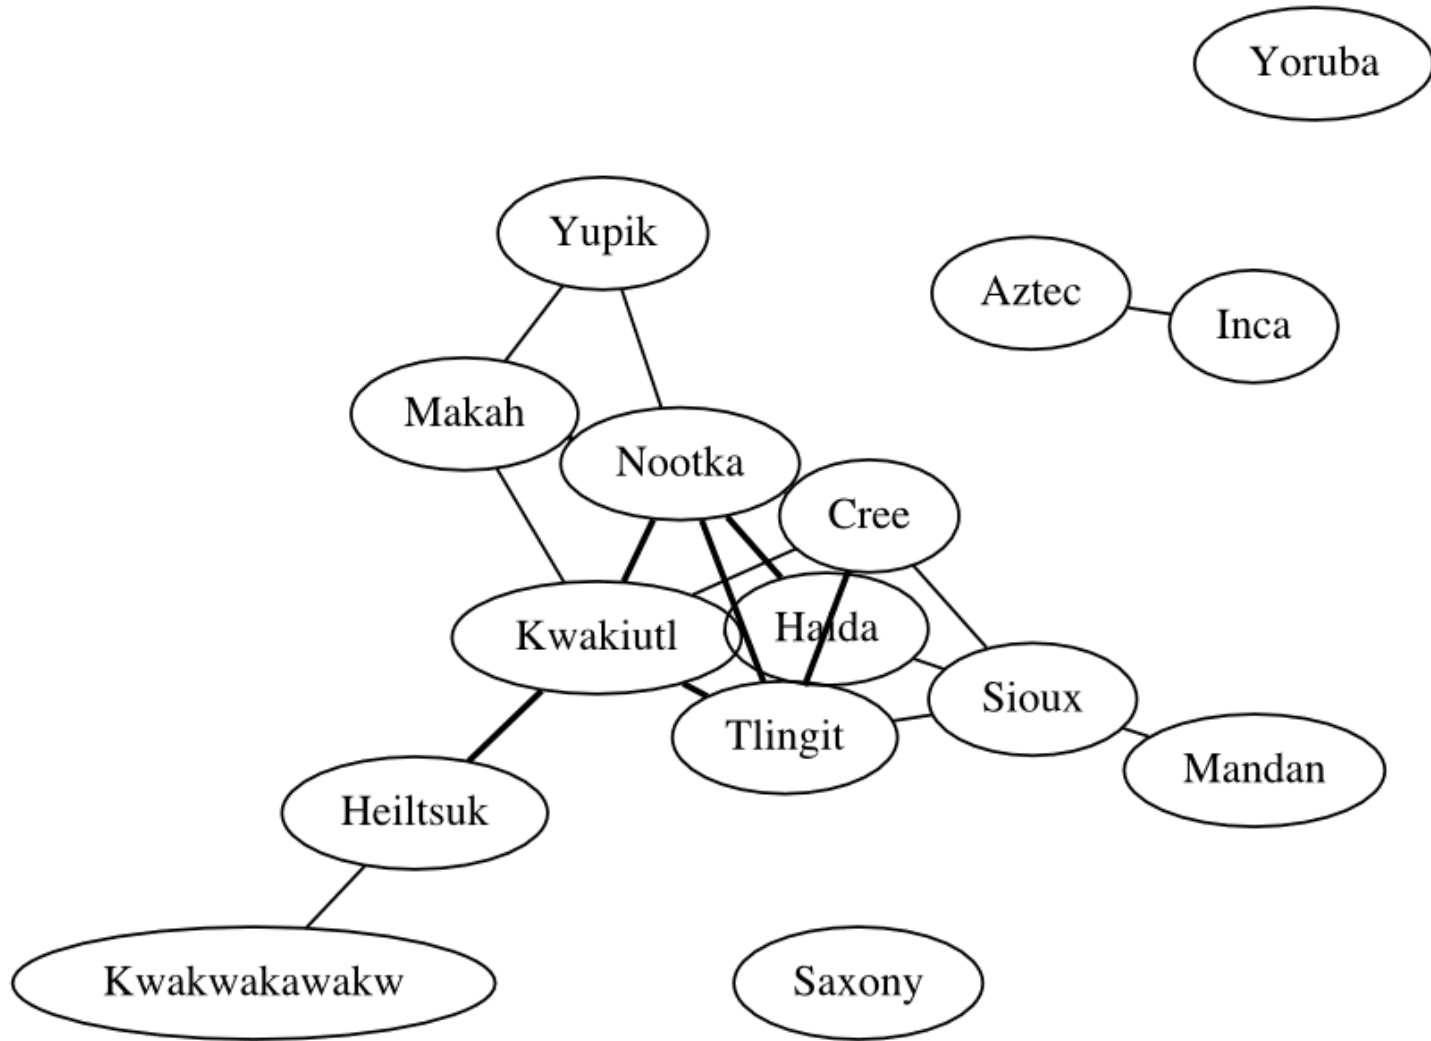 Yoruba
Yupik
Aztec
Inca
Makah
Nootka
Cree
Kwakiutl
Haida
Sioux
Tlingit
Mandan
Heiltsuk
Kwakwakawakw
Saxony